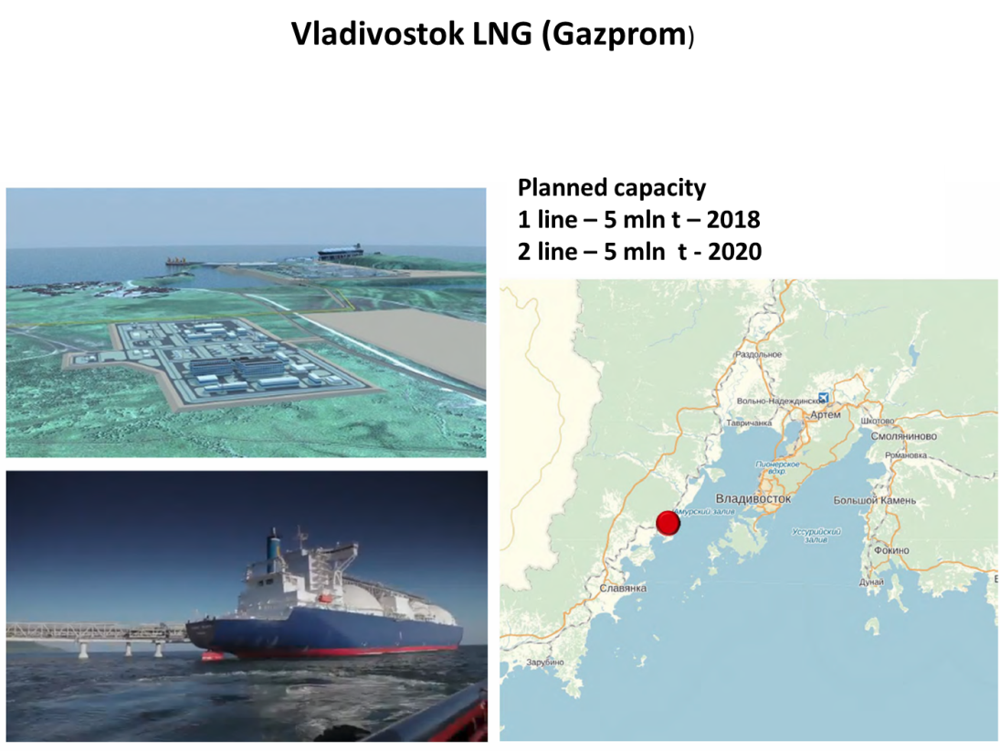 Vladivostok LNG (Gazprom)
Planned capacity
1 line – 5 mln t – 2018
2 line – 5 mln  t - 2020
Раздольное
Вольно-Надеждинское
Артем
Тавричанка
Шкотово
Смоляниново
Романовка
Пионерское
вдхр
Владивосток
Большой Камень
Амурский залив
Уссурийский
залив
Фокино
Дунай
Славянка
Зарубино